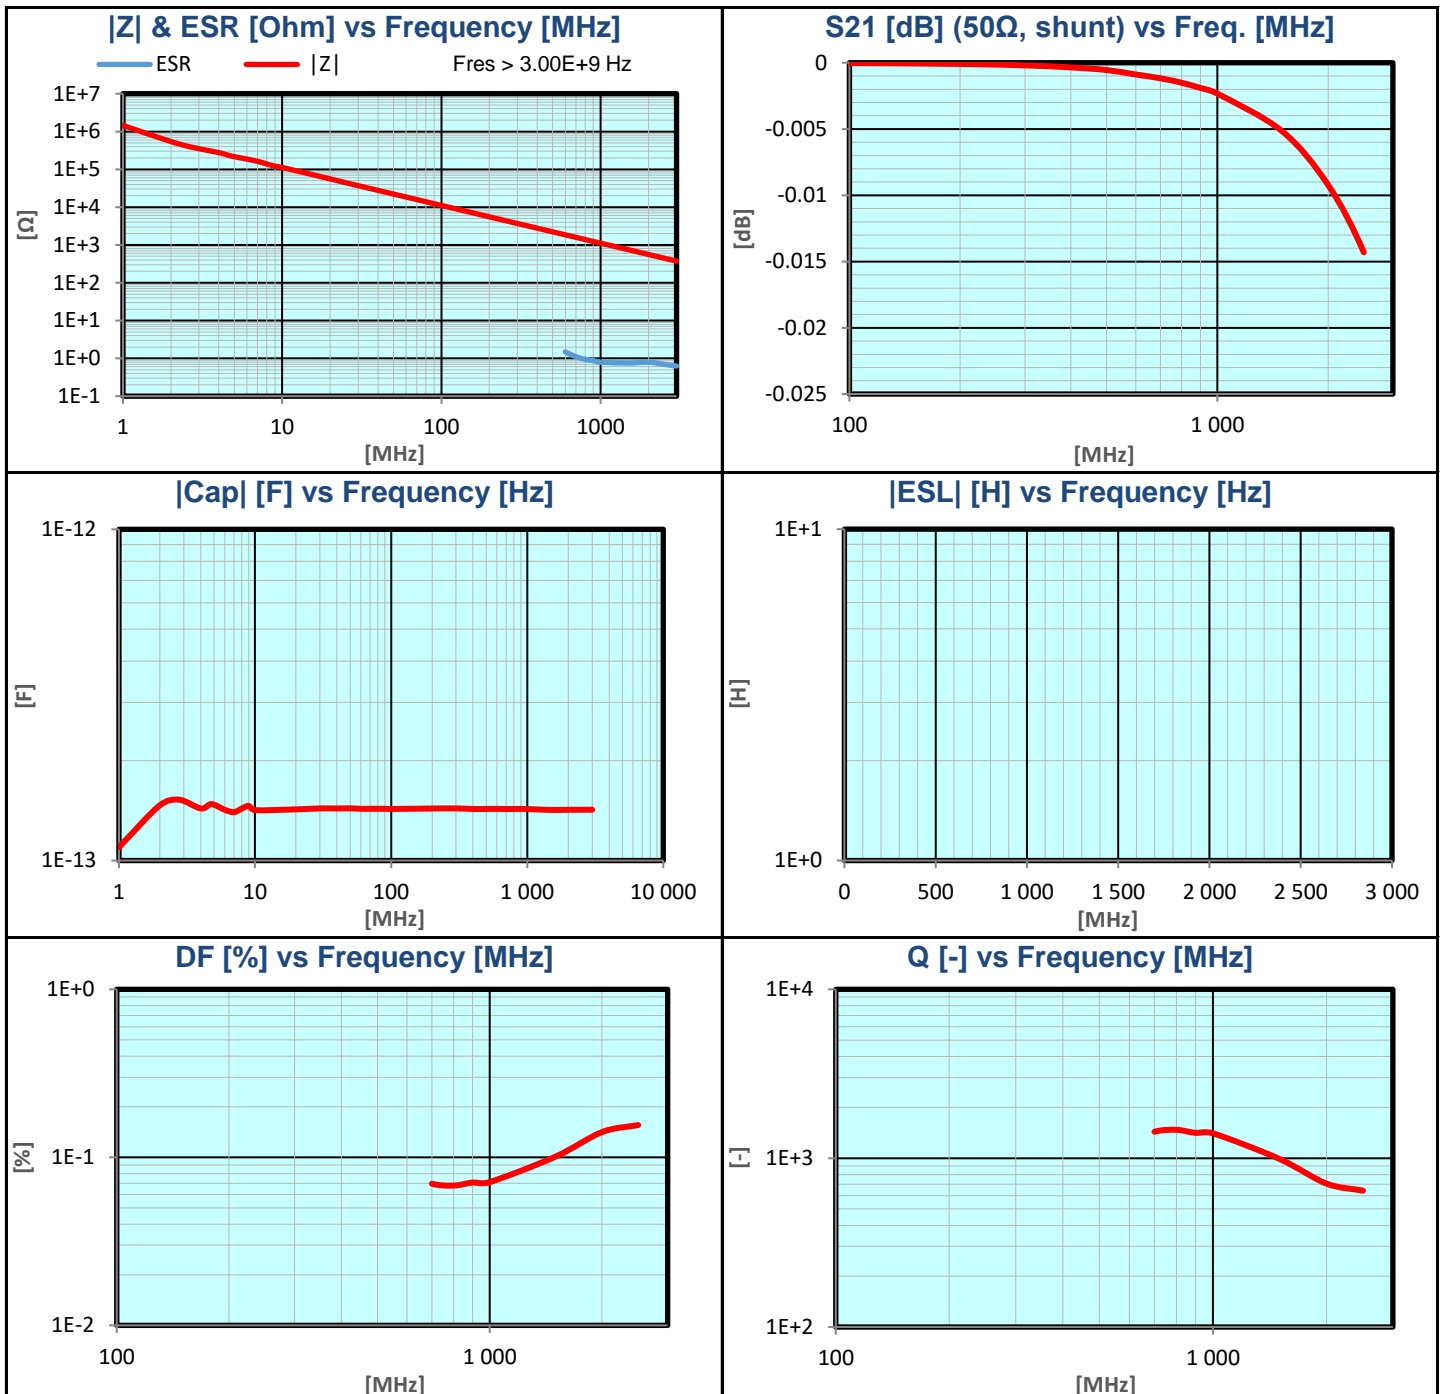 |Z| & ESR [Ohm] vs Frequency [MHz]
ESR |Z| Fres > 3.00E+9 Hz
1E+7
1E+6
1E+5
1E+4
1E+3
1E+2
1E+1
1E+0
1E-1
[Ω]
1 10 100 1000
[MHz]
S21 [dB] (50Ω, shunt) vs Freq. [MHz]
0
-0.005
-0.01
-0.015
-0.02
-0.025
[dB]
100 1 000
[MHz]
|Cap| [F] vs Frequency [Hz]
1E-12
[F]
1E-13
1 10 100 1 000 10 000
[MHz]
|ESL| [H] vs Frequency [Hz]
1E+1
[H]
1E+0
0 500 1 000 1 500 2 000 2 500 3 000
[MHz]
DF [%] vs Frequency [MHz]
1E+0
[%]
1E-1
1E-2
100 1 000
[MHz]
Q [-] vs Frequency [MHz]
1E+4
[-]
1E+3
1E+2
100 1 000
[MHz]